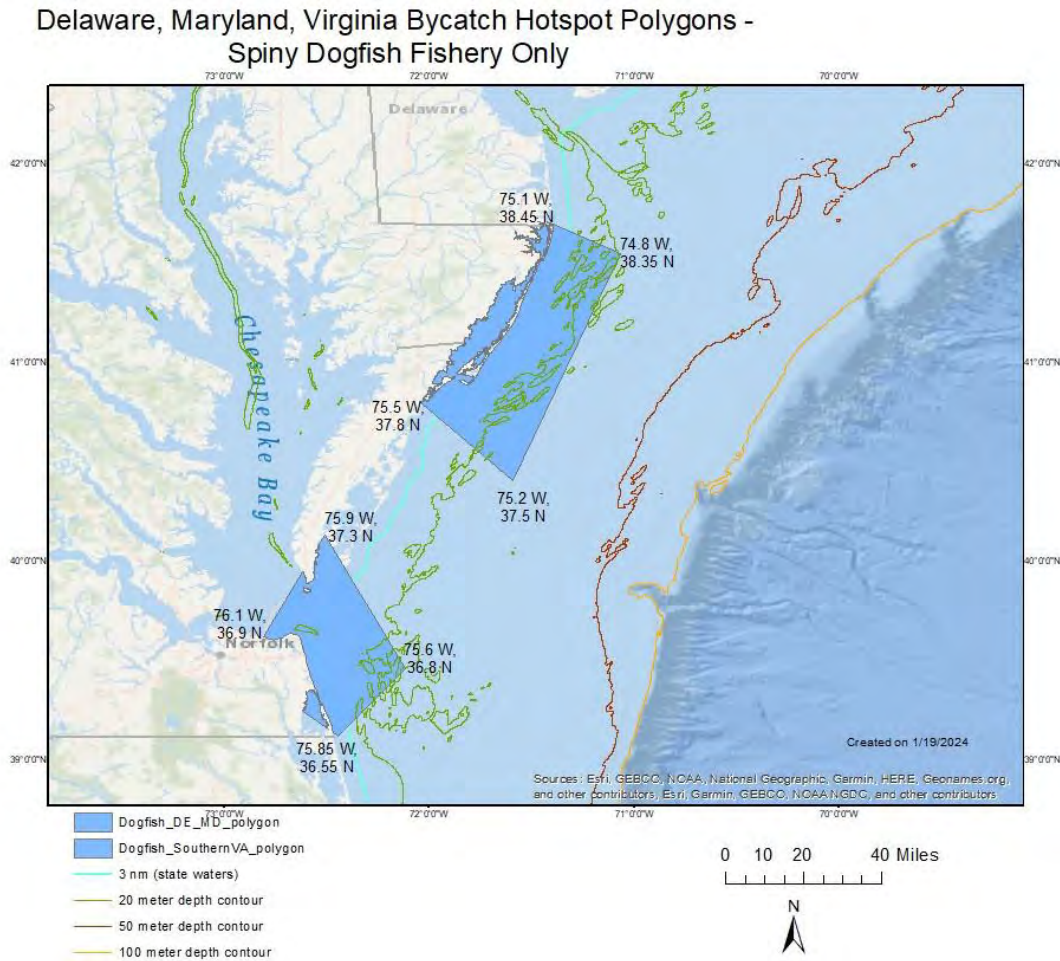 Delaware, Maryland, Virginia Bycatch Hotspot Polygons -
Spiny Dogfish Fishery Only
73°0'0"W
72°0'0"W
71°0'0"W
70°0'0"W
Delaware
42°0'0"N
42°0'0"N
75.1 W,
38.45 N
74.8 W,
38.35 N
Chesapeake Bay
41°0'0"N
41°0'0"N
75.5 W,
37.8 N
75.2 W,
37.5 N
75.9 W,
37.3 N
40°0'0"N
40°0'0"N
76.1 W,
36.9 N
Norfolk
75.6 W,
36.8 N
75.85 W,
36.55 N
Created on 1/19/2024
39°0'0"N
39°0'0"N
Sources: Esri, GEBCO, NOAA, National Geographic, Garmin, HERE, Geonames.org,
and other contributors, Esri, Garmin, GEBCO, NOAA NGDC, and other contributors
73°0'0"W
72°0'0"W
71°0'0"W
70°0'0"W
Dogfish_DE_MD_polygon
Dogfish_SouthernVA_polygon
3 nm (state waters)
20 meter depth contour
50 meter depth contour
100 meter depth contour
0 10 20 40 Miles
N